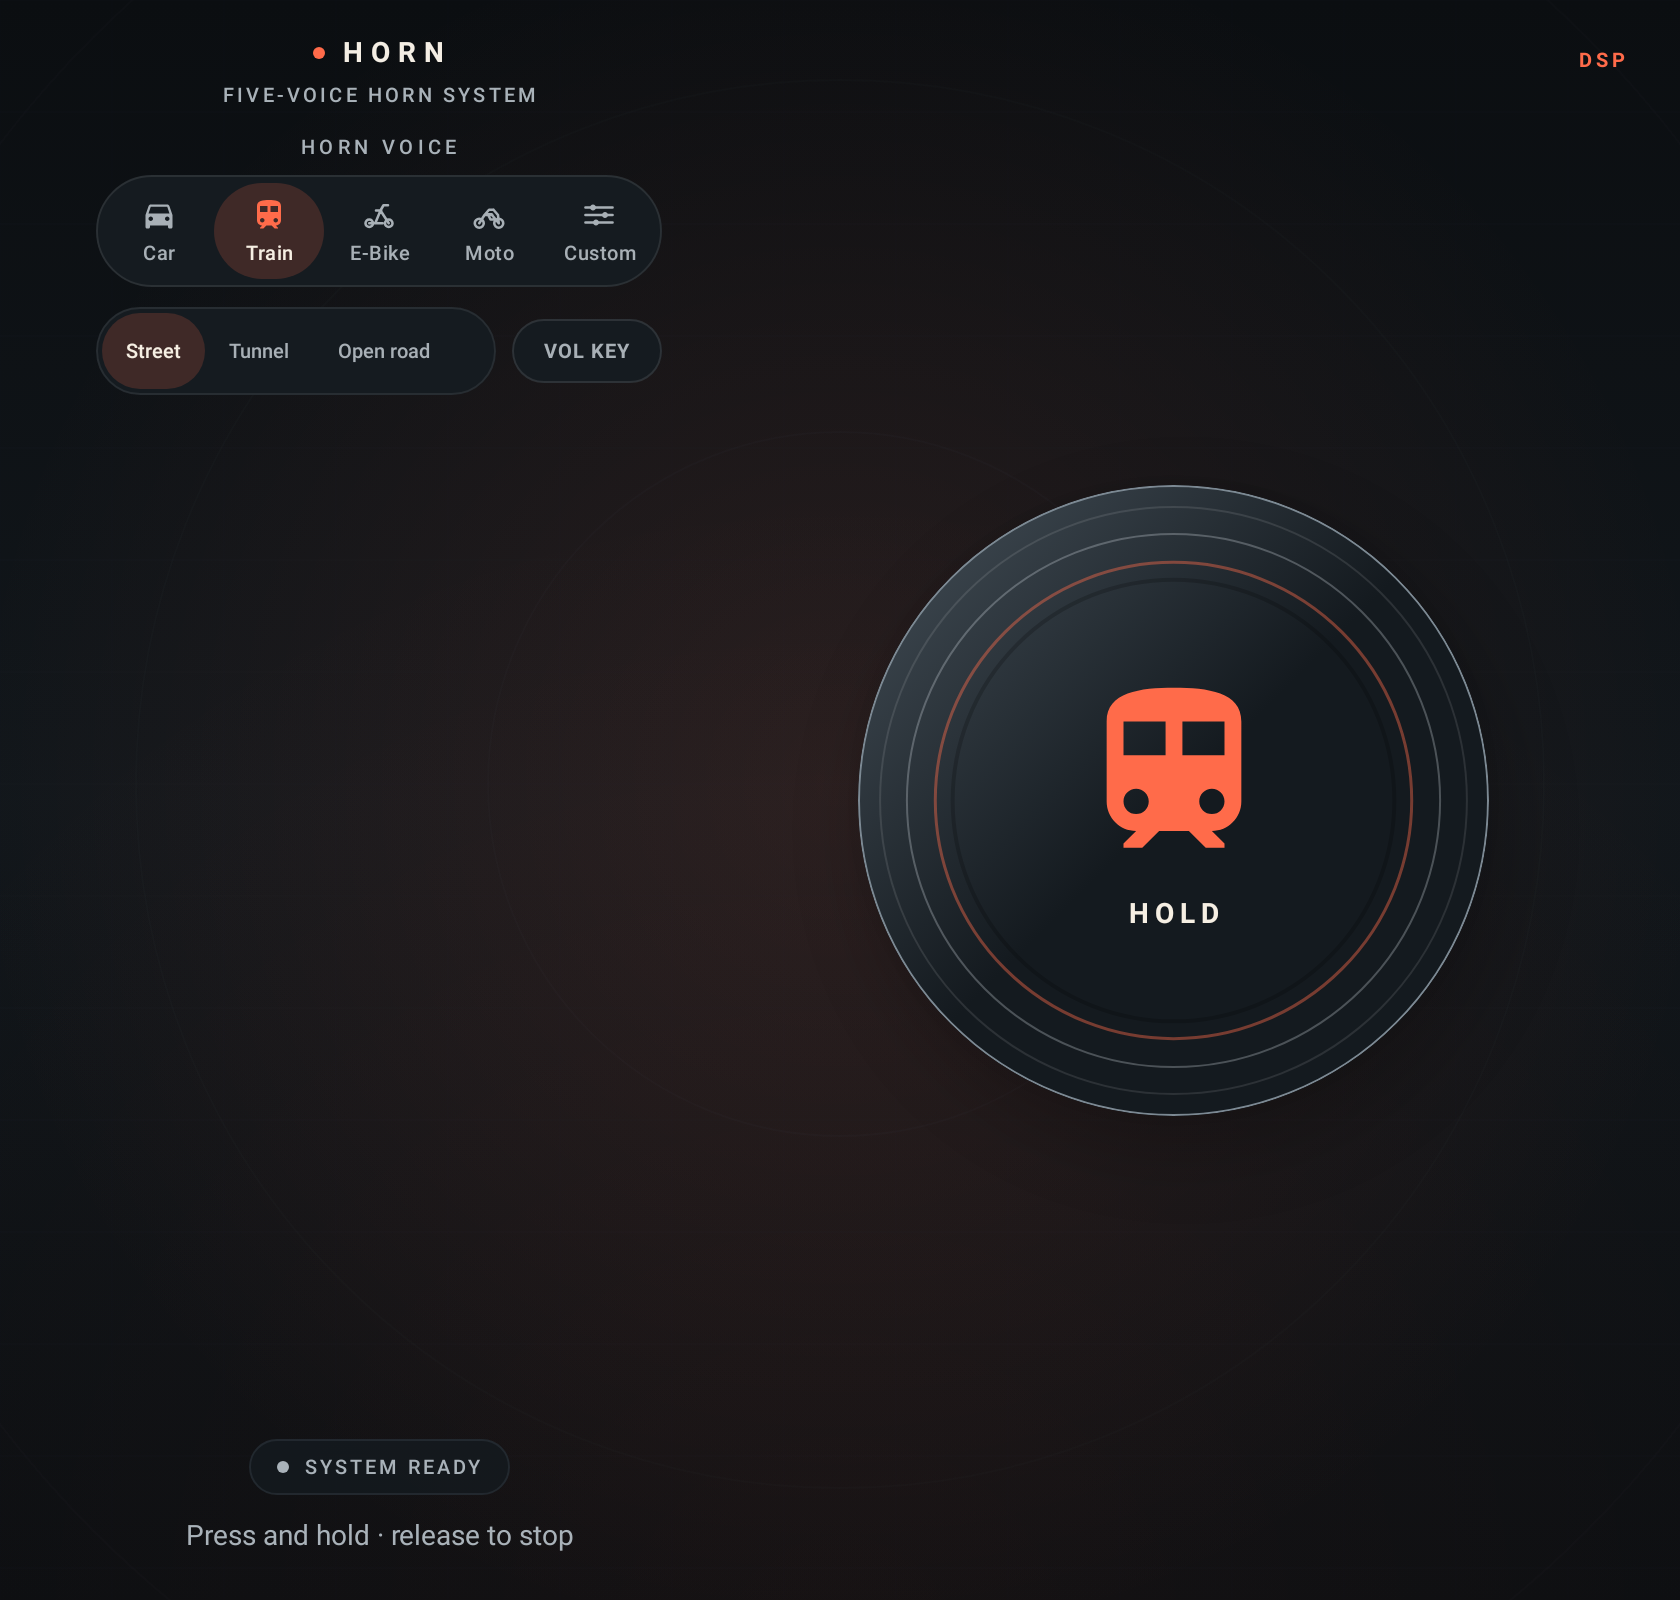 HORN
DSP
FIVE-VOICE HORN SYSTEM
HORN VOICE
Car Train E-Bike Moto Custom
Street Tunnel Open road VOL KEY
HOLD
SYSTEM READY
Press and hold · release to stop